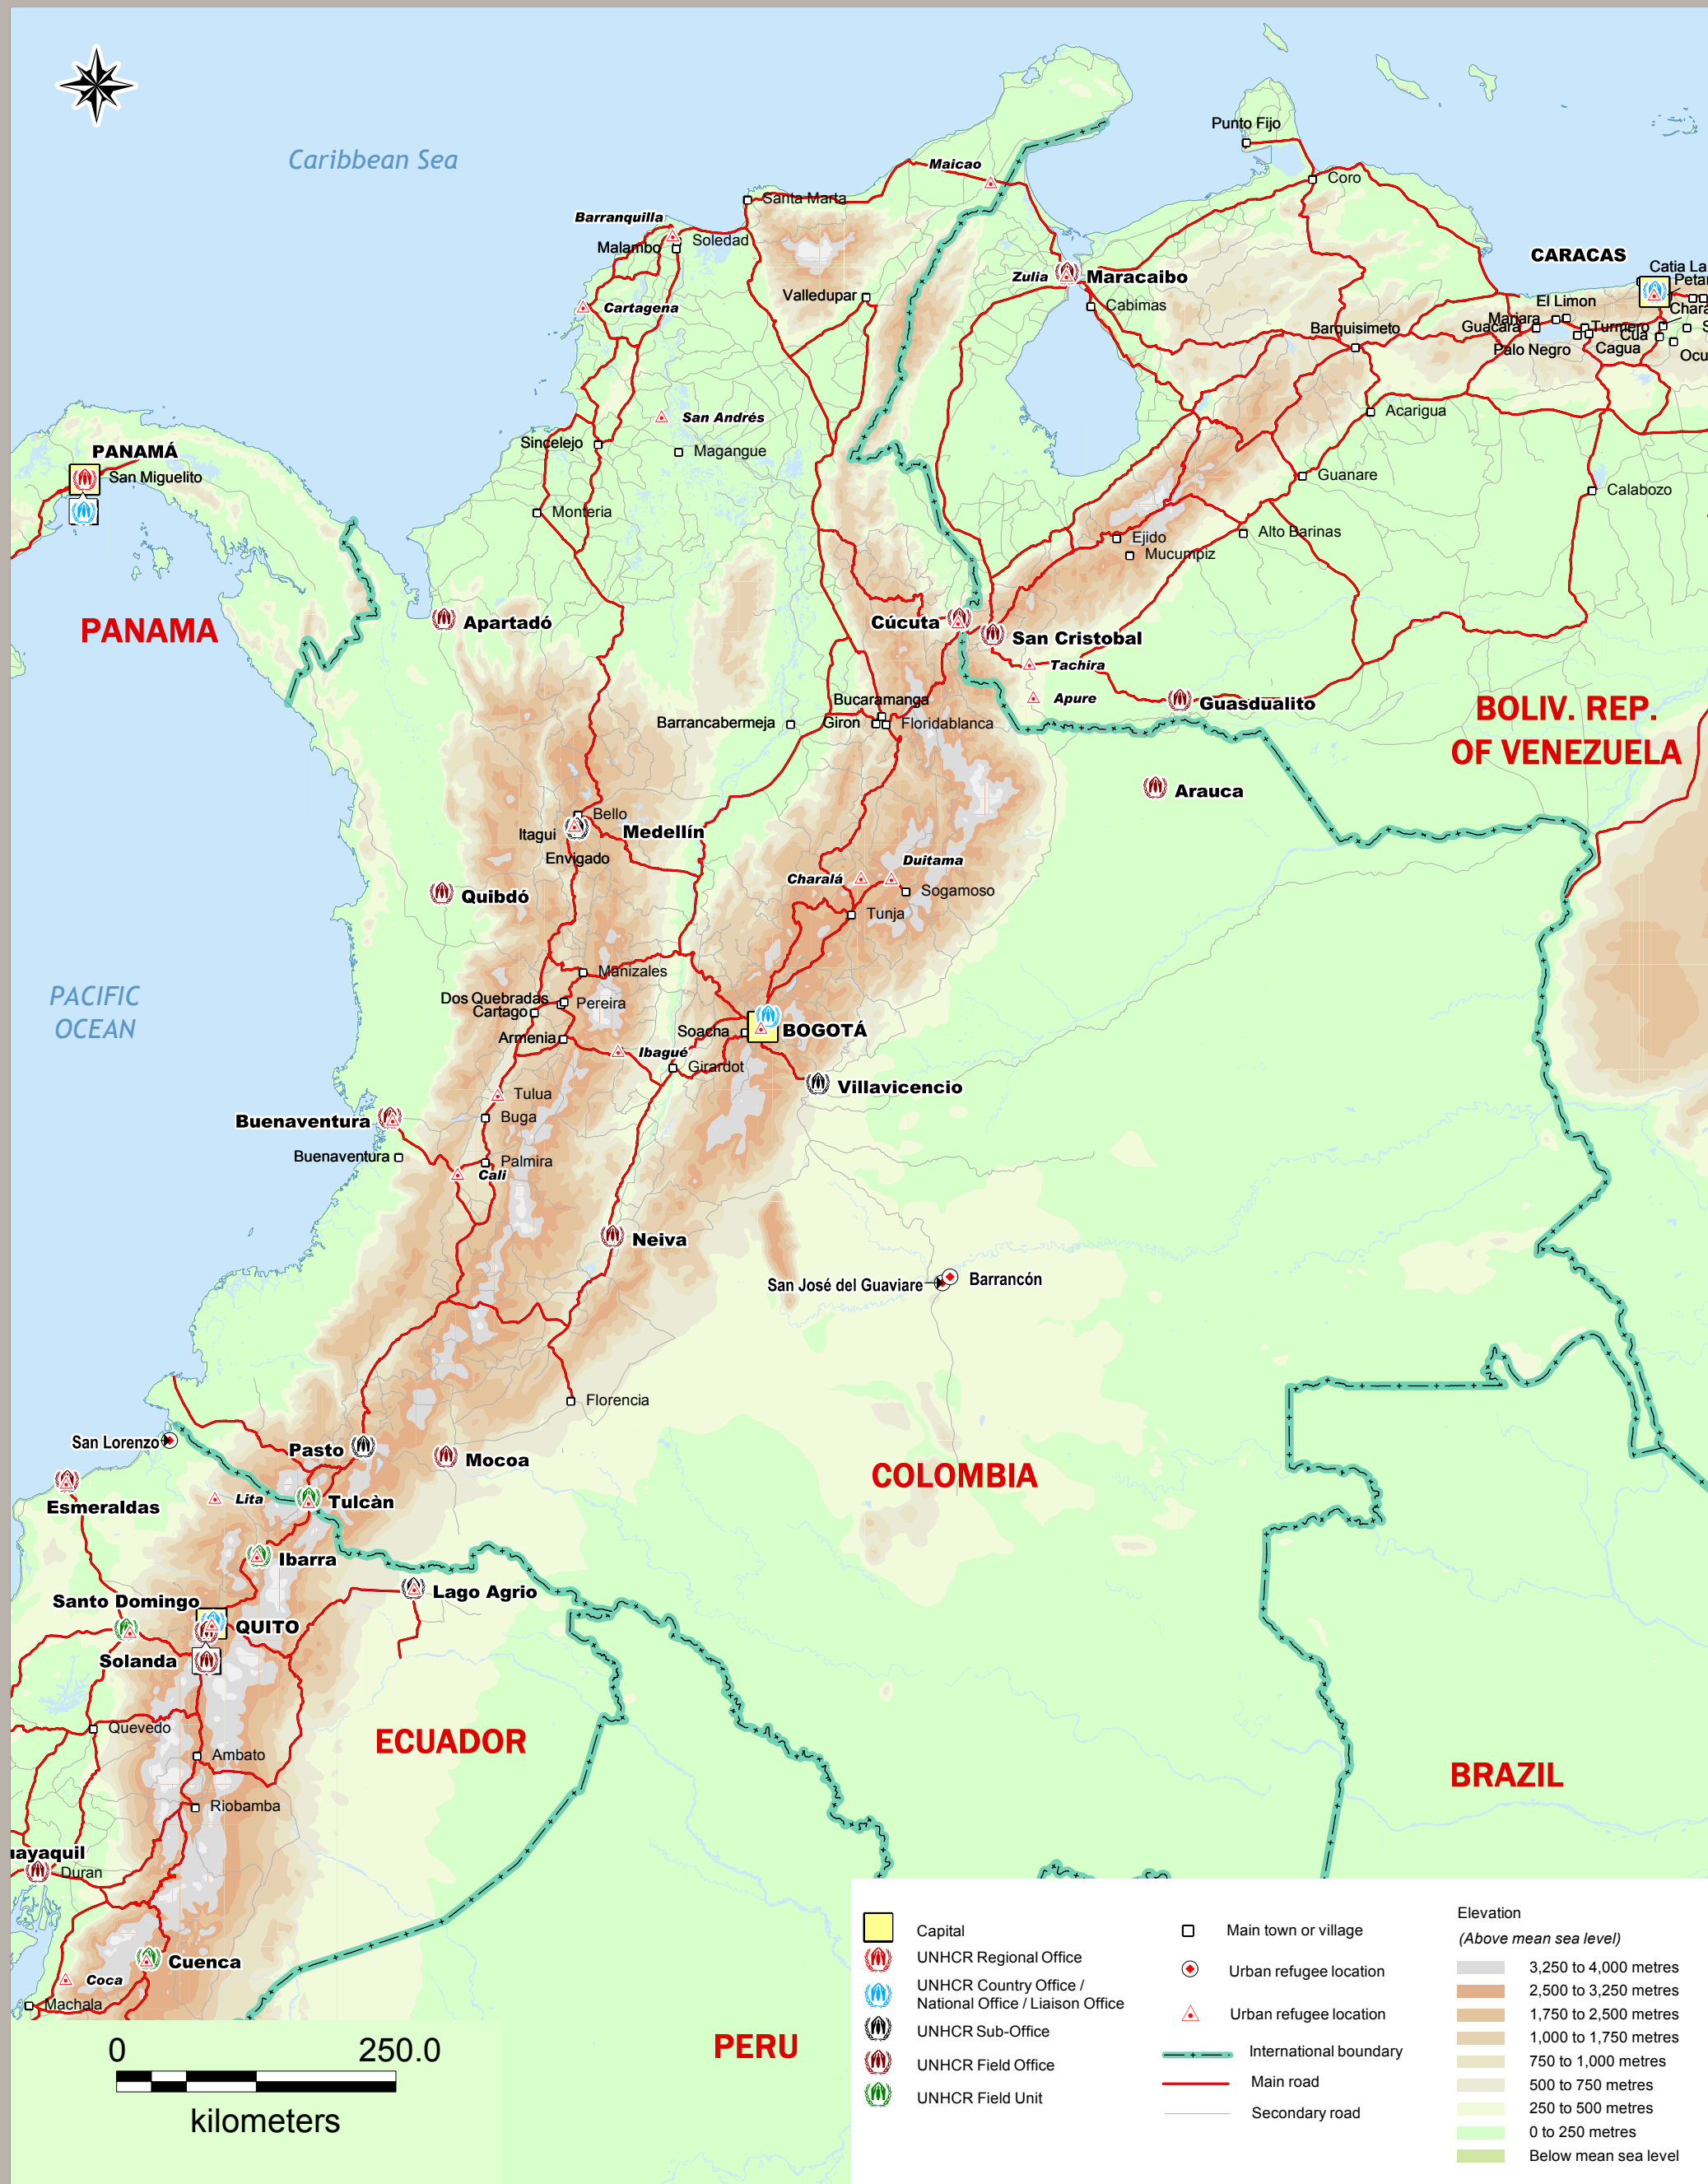 Punto Fijo
Caribbean Sea
Maicao
Coro
Santa Marta
Barranquilla
Soledad
Malambo
CARACAS
Catia La
Zulia
Maracaibo
Petar
Valledupar
Cabimas
El Limon
Cartagena
Mariara
Chara
Barquisimeto
Guacara
Turmero
S
Cua
Palo Negro
Cagua
Ocu
San Andrés
Acarigua
Sincelejo
PANAMÁ
Magangue
San Miguelito
Guanare
Calabozo
Monteria
Alto Barinas
Ejido
Mucumpiz
PANAMA
Apartadó
Cúcuta
San Cristobal
Tachira
Apure
Bucaramanga
Guasdualito
BOLIV. REP.
OF VENEZUELA
Barrancabermeja
Giron
Floridablanca
Arauca
Bello
Itagui
Medellín
Envigado
Duitama
Charalá
Quibdó
Sogamoso
Tunja
Manizales
PACIFIC
OCEAN
Dos Quebradas
Pereira
Cartago
Soacha
BOGOTÁ
Armenia
Ibagué
Girardot
Villavicencio
Tulua
Buenaventura
Buga
Buenaventura
Palmira
Cali
Neiva
San José del Guaviare
Barrancón
Florencia
San Lorenzo
Pasto
Mocoa
COLOMBIA
Esmeraldas
Lita
Tulcàn
Ibarra
Lago Agrio
Santo Domingo
QUITO
Solanda
Quevedo
ECUADOR
Ambato
BRAZIL
Riobamba
uayaquil
Duran
Cuenca
Coca
Machala
PERU
0 250.0
kilometers
Capital
UNHCR Regional Office
UNHCR Country Office /
National Office / Liaison Office
UNHCR Sub-Office
UNHCR Field Office
UNHCR Field Unit
Main town or village
Urban refugee location
Urban refugee location
International boundary
Main road
Secondary road
Elevation
(Above mean sea level)
3,250 to 4,000 metres
2,500 to 3,250 metres
1,750 to 2,500 metres
1,000 to 1,750 metres
750 to 1,000 metres
500 to 750 metres
250 to 500 metres
0 to 250 metres
Below mean sea level